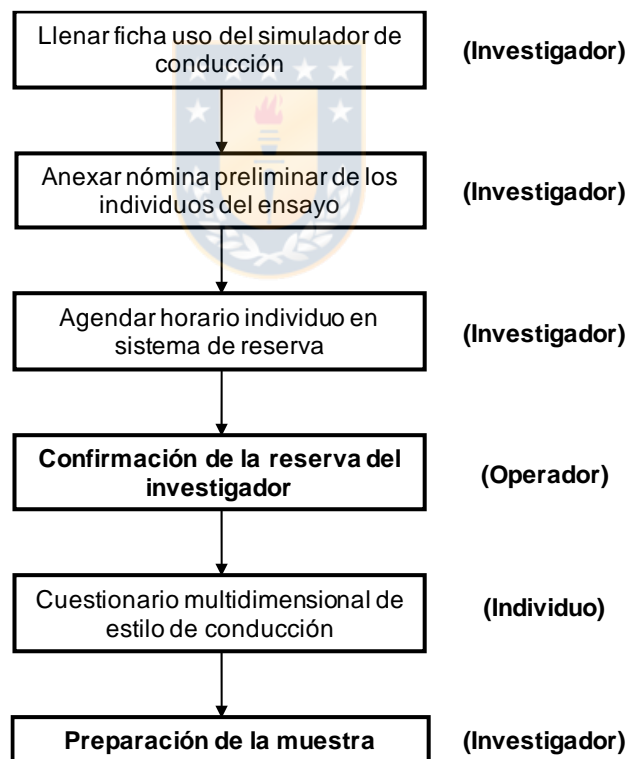 Llenar ficha uso del simulador de
conducción
(Investigador)
Anexar nómina preliminar de los
individuos del ensayo
(Investigador)
Agendar horario individuo en
sistema de reserva
(Investigador)
Confirmación de la reserva del
investigador
(Operador)
Cuestionario multidimensional de
estilo de conducción
(Individuo)
Preparación de la muestra
(Investigador)